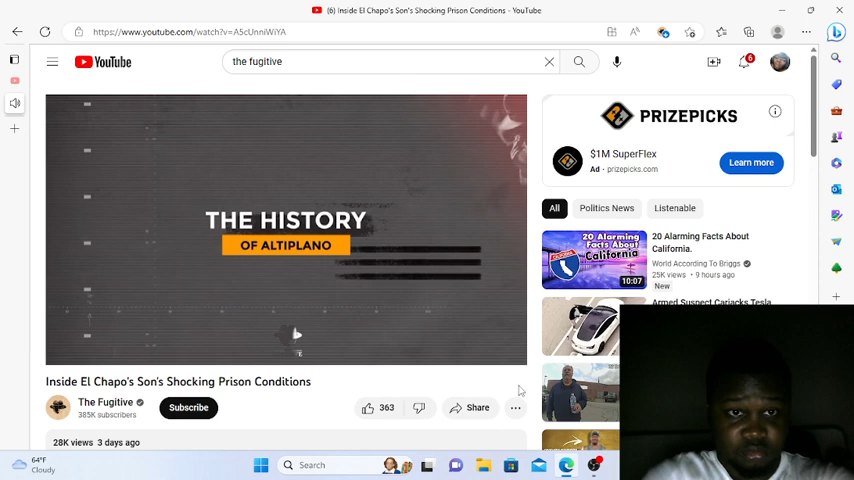 (6) Inside El Chapo's Son's Shocking Prison Conditions - YouTube
https://www.youtube.com/watch?v=A5cUnniWiYA
YouTube
the fugitive
6
THE HISTORY
OF ALTIPLANO
PRIZEPICKS
$1M SuperFlex
Ad · prizepicks.com
Learn more
All
Politics News
Listenable
20 Alarming
Facts About
California
10:07
20 Alarming Facts About
California.
World According To Briggs
25K views • 9 hours ago
New
Armed Suspect Carjacks Tesla
Inside El Chapo's Son's Shocking Prison Conditions
The Fugitive
385K subscribers
Subscribe
363
Share
28K views 3 days ago
64°F
Cloudy
Search